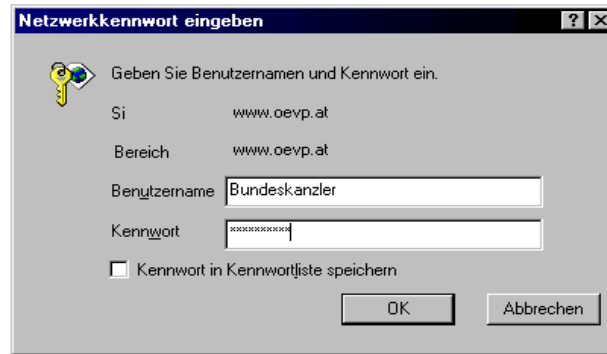 Netzwerkkennwort eingeben
Geben Sie Benutzernamen und Kennwort ein.
Si www.oevp.at
Bereich www.oevp.at
Benutzername Bundeskanzler
Kennwort **********
Kennwort in Kennwortliste speichern
OK Abbrechen